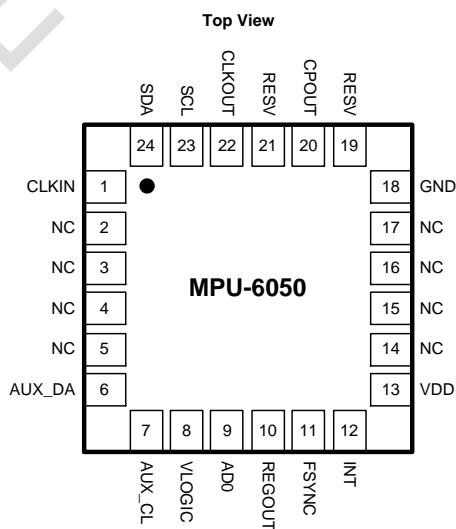 Top View
SDA
SCL
CLKOUT
RESV
CPOUT
RESV
24
23
22
21
20
19
CLKIN 1
18 GND
NC 2
17 NC
NC 3
16 NC
MPU-6050
NC 4
15 NC
NC 5
14 NC
AUX_DA 6
13 VDD
7
8
9
10
11
12
AUX_CL
VLOGIC
AD0
REGOUT
FSYNC
INT